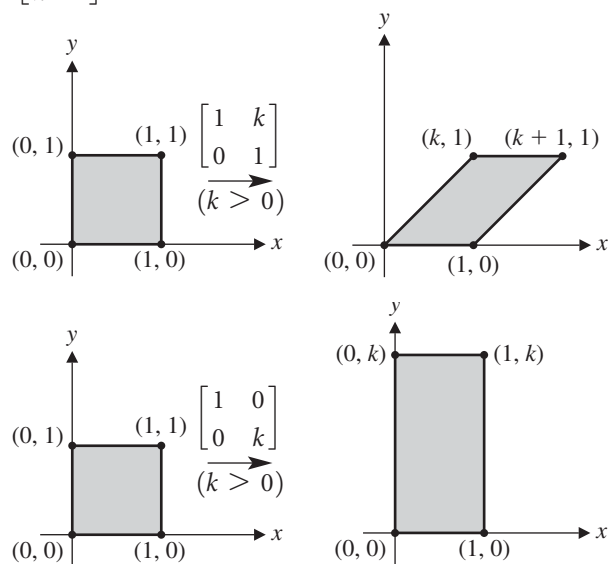 y
y
(0, 1)
(1, 1)
[1 k
0 1]
(k > 0)
(k, 1)
(k + 1, 1)
x
x
(0, 0)
(1, 0)
(0, 0)
(1, 0)
y
y
(0, 1)
(1, 1)
[1 0
0 k]
(k > 0)
(0, k)
(1, k)
x
x
(0, 0)
(1, 0)
(0, 0)
(1, 0)